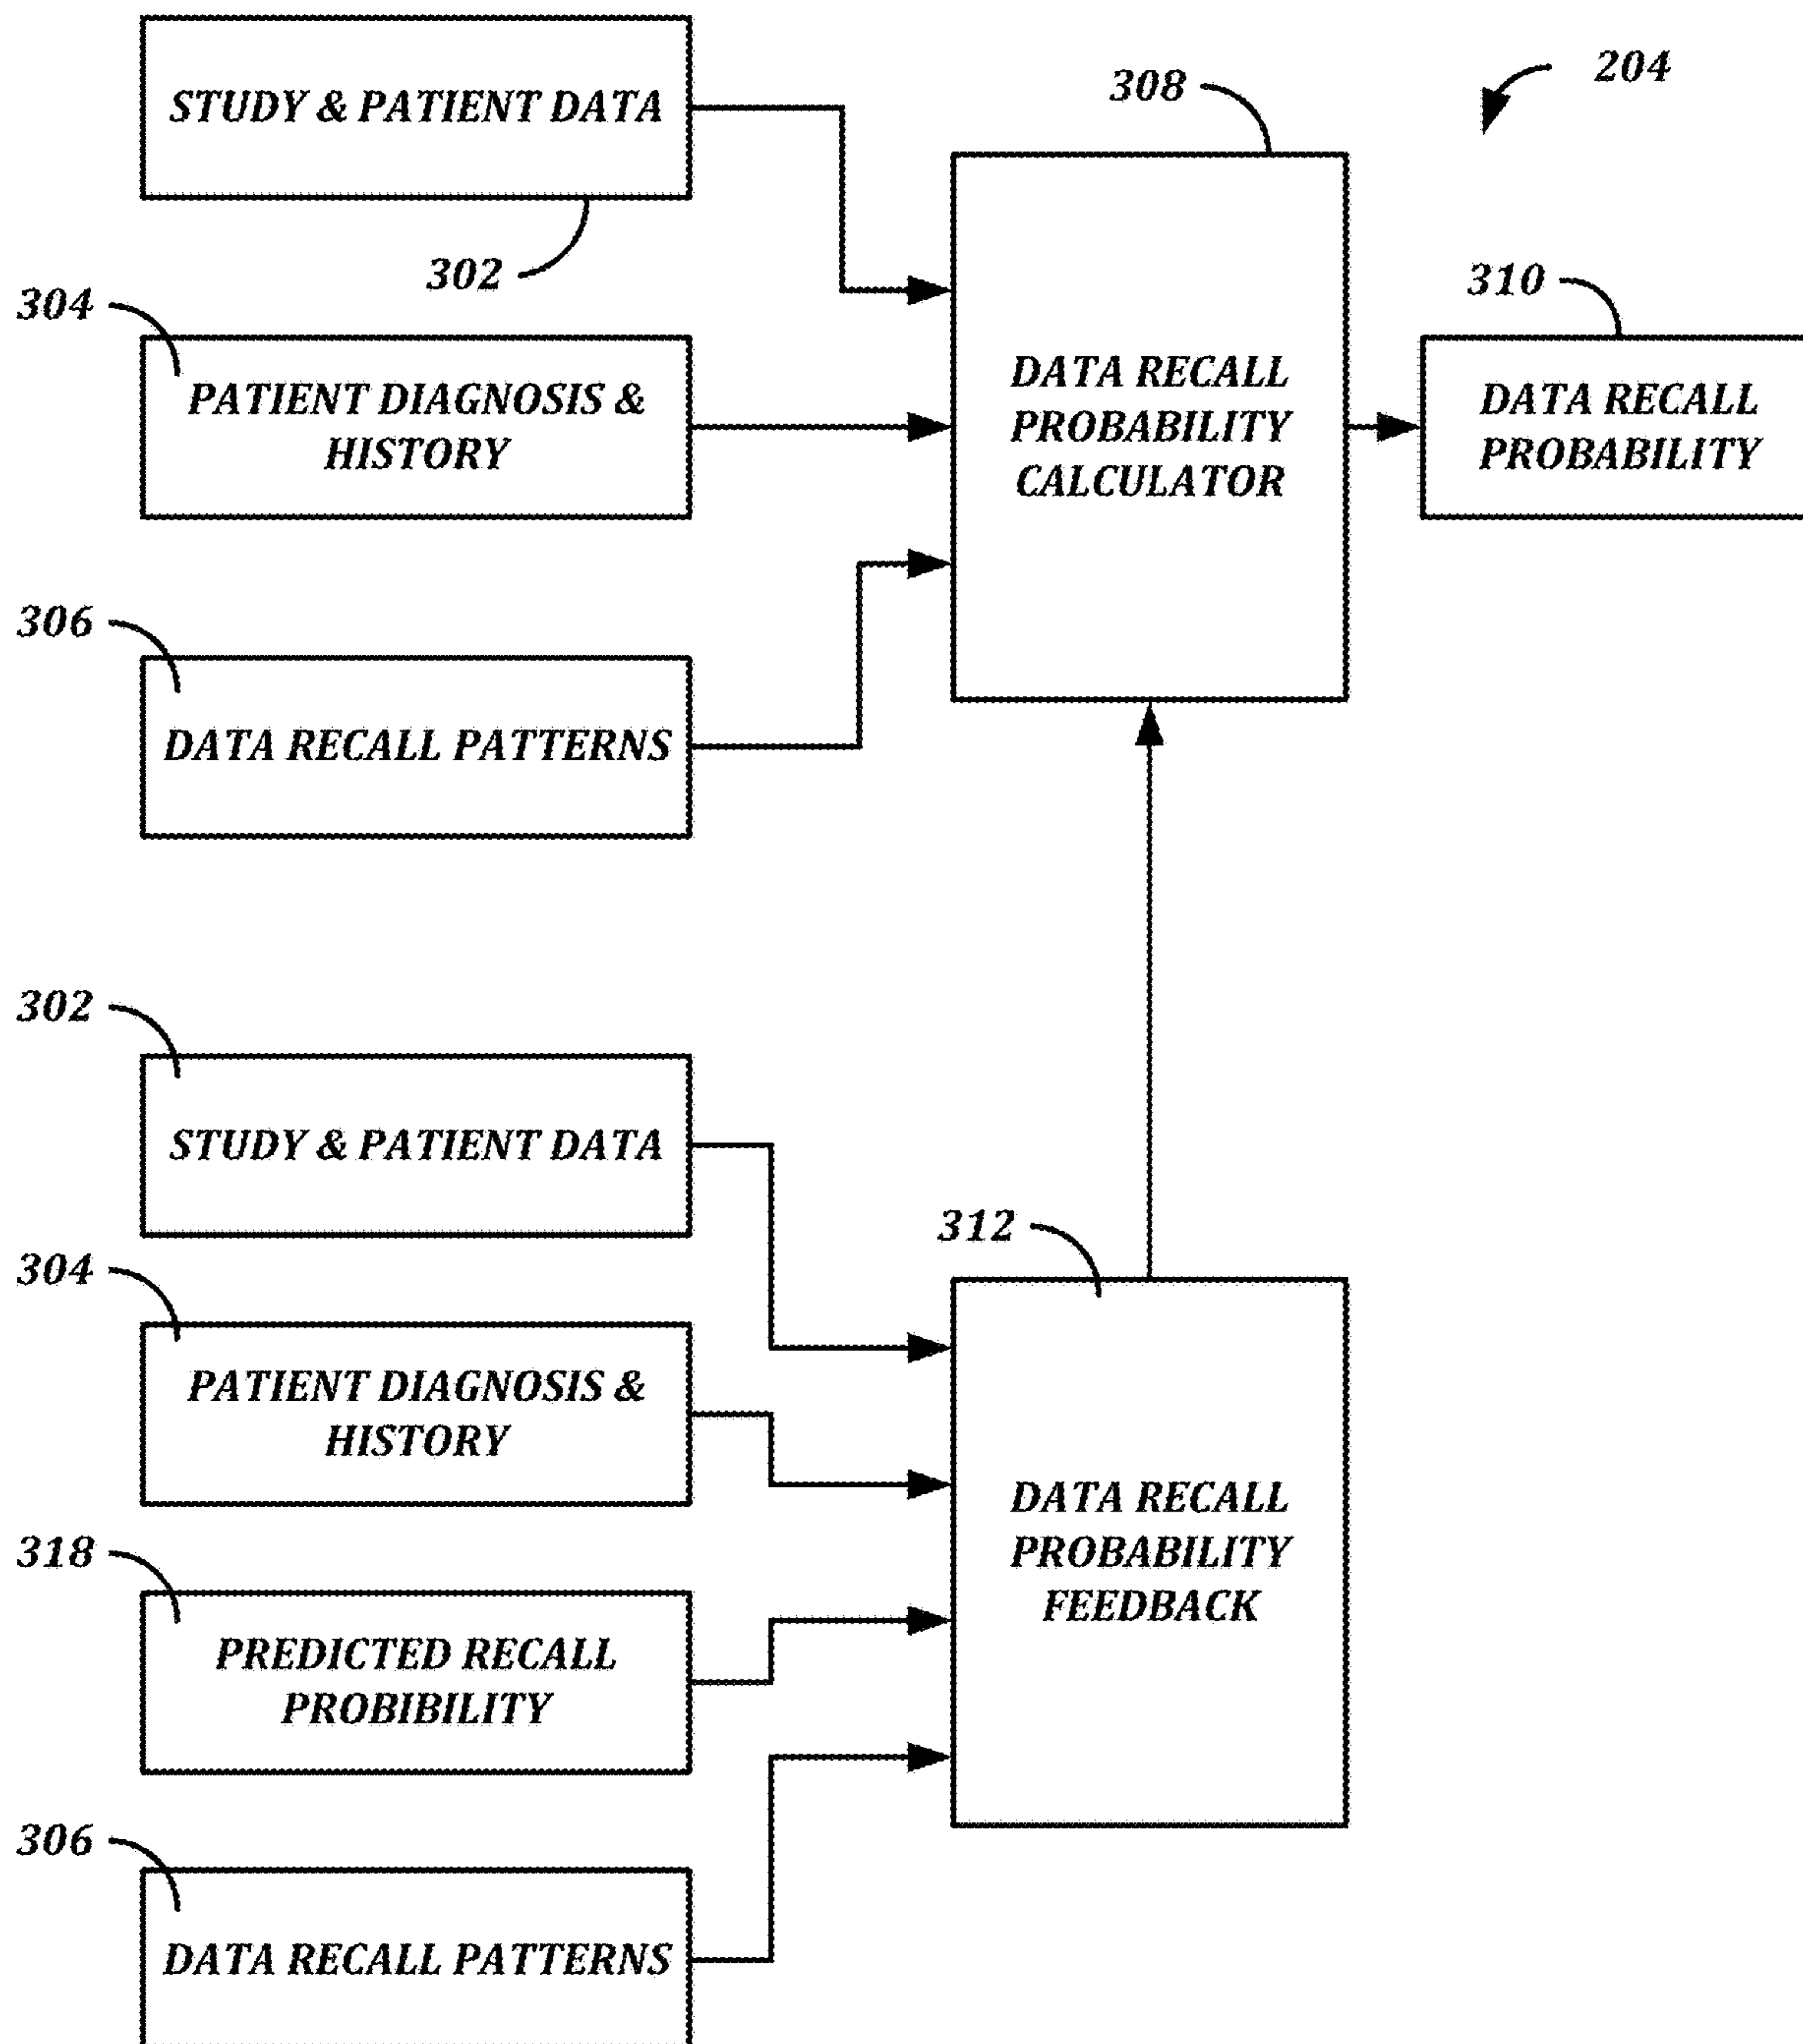 204
308
STUDY & PATIENT DATA
302
304
310
PATIENT DIAGNOSIS &
HISTORY
DATA RECALL
PROBABILITY
CALCULATOR
DATA RECALL
PROBABILITY
306
DATA RECALL PATTERNS
302
STUDY & PATIENT DATA
312
304
PATIENT DIAGNOSIS &
HISTORY
DATA RECALL
PROBABILITY
FEEDBACK
318
PREDICTED RECALL
PROBIBILITY
306
DATA RECALL PATTERNS